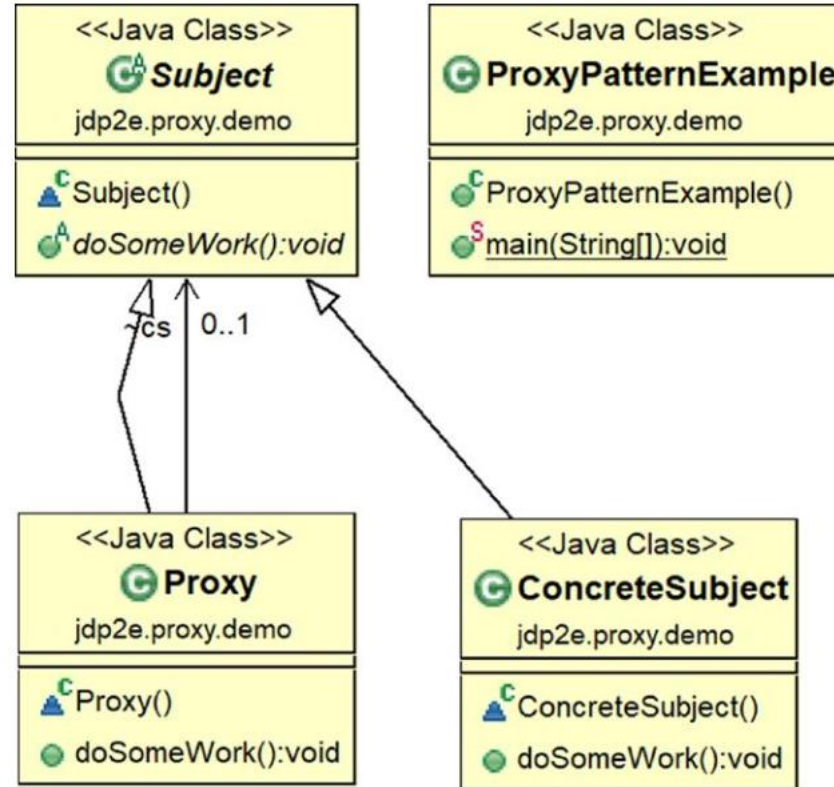 <<Java Class>>
Subject
jdp2e.proxy.demo
Subject()
doSomeWork():void
<<Java Class>>
ProxyPatternExample
jdp2e.proxy.demo
ProxyPatternExample()
main(String[]):void
~cs 0..1
<<Java Class>>
Proxy
jdp2e.proxy.demo
Proxy()
doSomeWork():void
<<Java Class>>
ConcreteSubject
jdp2e.proxy.demo
ConcreteSubject()
doSomeWork():void